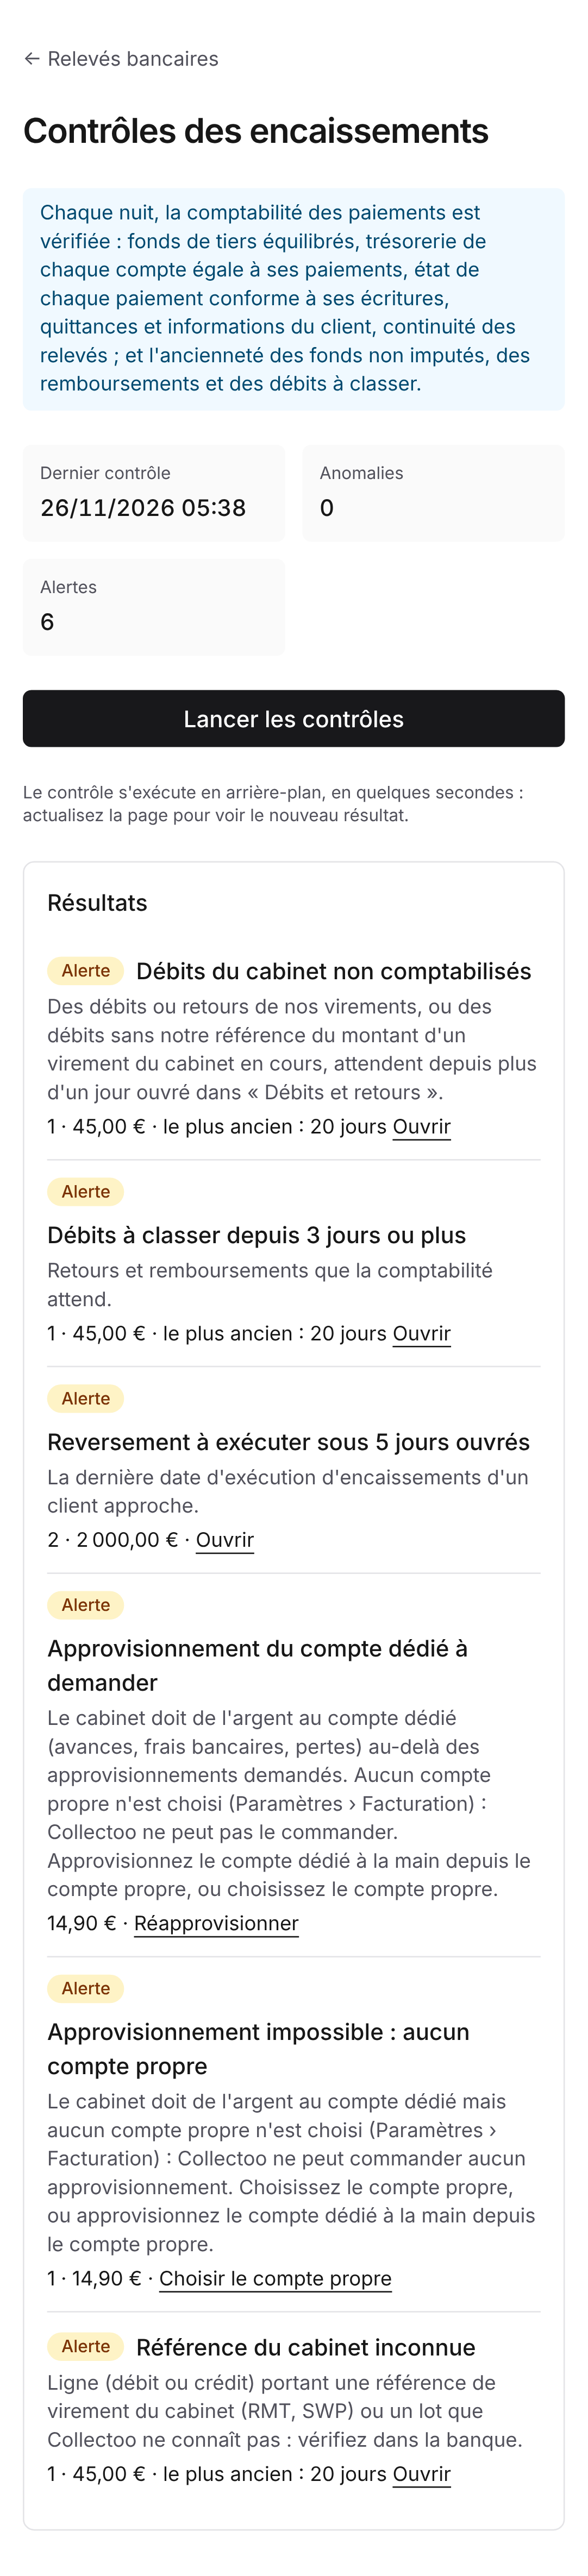 ← Relevés bancaires
Contrôles des encaissements
Chaque nuit, la comptabilité des paiements est
vérifiée : fonds de tiers équilibrés, trésorerie de
chaque compte égale à ses paiements, état de
chaque paiement conforme à ses écritures,
quittances et informations du client, continuité des
relevés ; et l'ancienneté des fonds non imputés, des
remboursements et des débits à classer.
Dernier contrôle
26/11/2026 05:38
Anomalies
0
Alertes
6
Lancer les contrôles
Le contrôle s'exécute en arrière-plan, en quelques secondes :
actualisez la page pour voir le nouveau résultat.
Résultats
Alerte Débits du cabinet non comptabilisés
Des débits ou retours de nos virements, ou des
débits sans notre référence du montant d'un
virement du cabinet en cours, attendent depuis plus
d'un jour ouvré dans « Débits et retours ».
1 · 45,00 € · le plus ancien : 20 jours Ouvrir
Alerte
Débits à classer depuis 3 jours ou plus
Retours et remboursements que la comptabilité
attend.
1 · 45,00 € · le plus ancien : 20 jours Ouvrir
Alerte
Reversement à exécuter sous 5 jours ouvrés
La dernière date d'exécution d'encaissements d'un
client approche.
2 · 2 000,00 € · Ouvrir
Alerte
Approvisionnement du compte dédié à
demander
Le cabinet doit de l'argent au compte dédié
(avances, frais bancaires, pertes) au-delà des
approvisionnements demandés. Aucun compte
propre n'est choisi (Paramètres › Facturation) :
Collectoo ne peut pas le commander.
Approvisionnez le compte dédié à la main depuis le
compte propre, ou choisissez le compte propre.
14,90 € · Réapprovisionner
Alerte
Approvisionnement impossible : aucun
compte propre
Le cabinet doit de l'argent au compte dédié mais
aucun compte propre n'est choisi (Paramètres ›
Facturation) : Collectoo ne peut commander aucun
approvisionnement. Choisissez le compte propre,
ou approvisionnez le compte dédié à la main depuis
le compte propre.
1 · 14,90 € · Choisir le compte propre
Alerte Référence du cabinet inconnue
Ligne (débit ou crédit) portant une référence de
virement du cabinet (RMT, SWP) ou un lot que
Collectoo ne connaît pas : vérifiez dans la banque.
1 · 45,00 € · le plus ancien : 20 jours Ouvrir